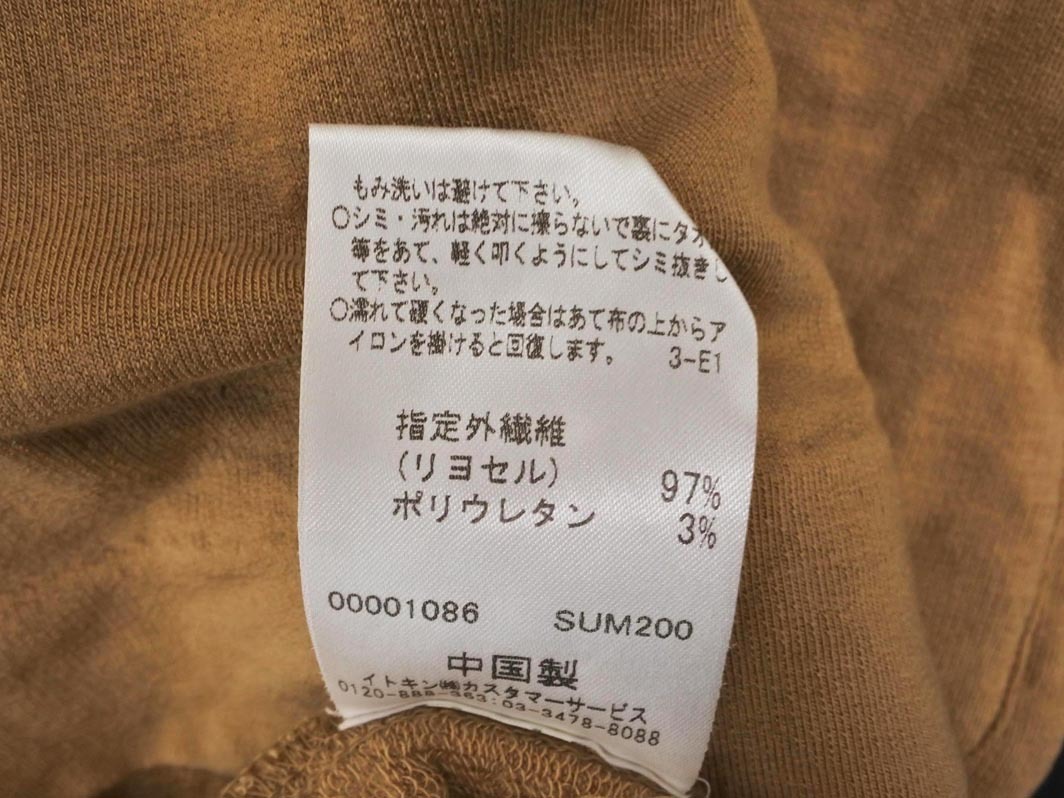 もみ洗いは避けて下さい。
○シミ・汚れは絶対に擦らないで裏にタオ
等をあて、軽く叩くようにしてシミ抜きし
て下さい。
○濡れて硬くなった場合はあて布の上からア
イロンを掛けると回復します。 3-E1
指定外繊維
(リヨセル) 97%
ポリウレタン 3%
00001086 SUM200
中国製
イトキン㈱カスタマーサービス
0120-888-363:03-3478-8088